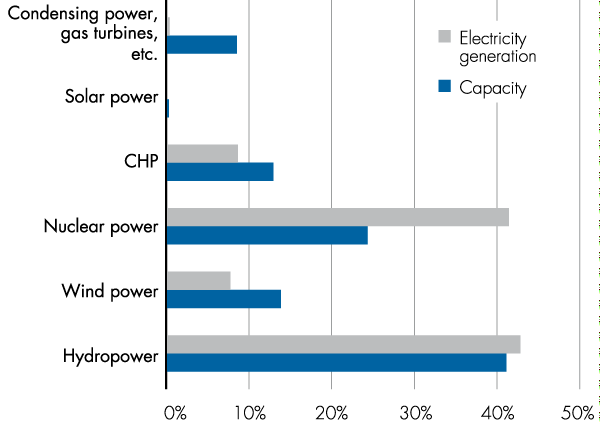 Condensing power,
gas turbines,
etc.
Solar power
CHP
Nuclear power
Wind power
Hydropower
Electricity
generation
Capacity
0% 10% 20% 30% 40% 50%